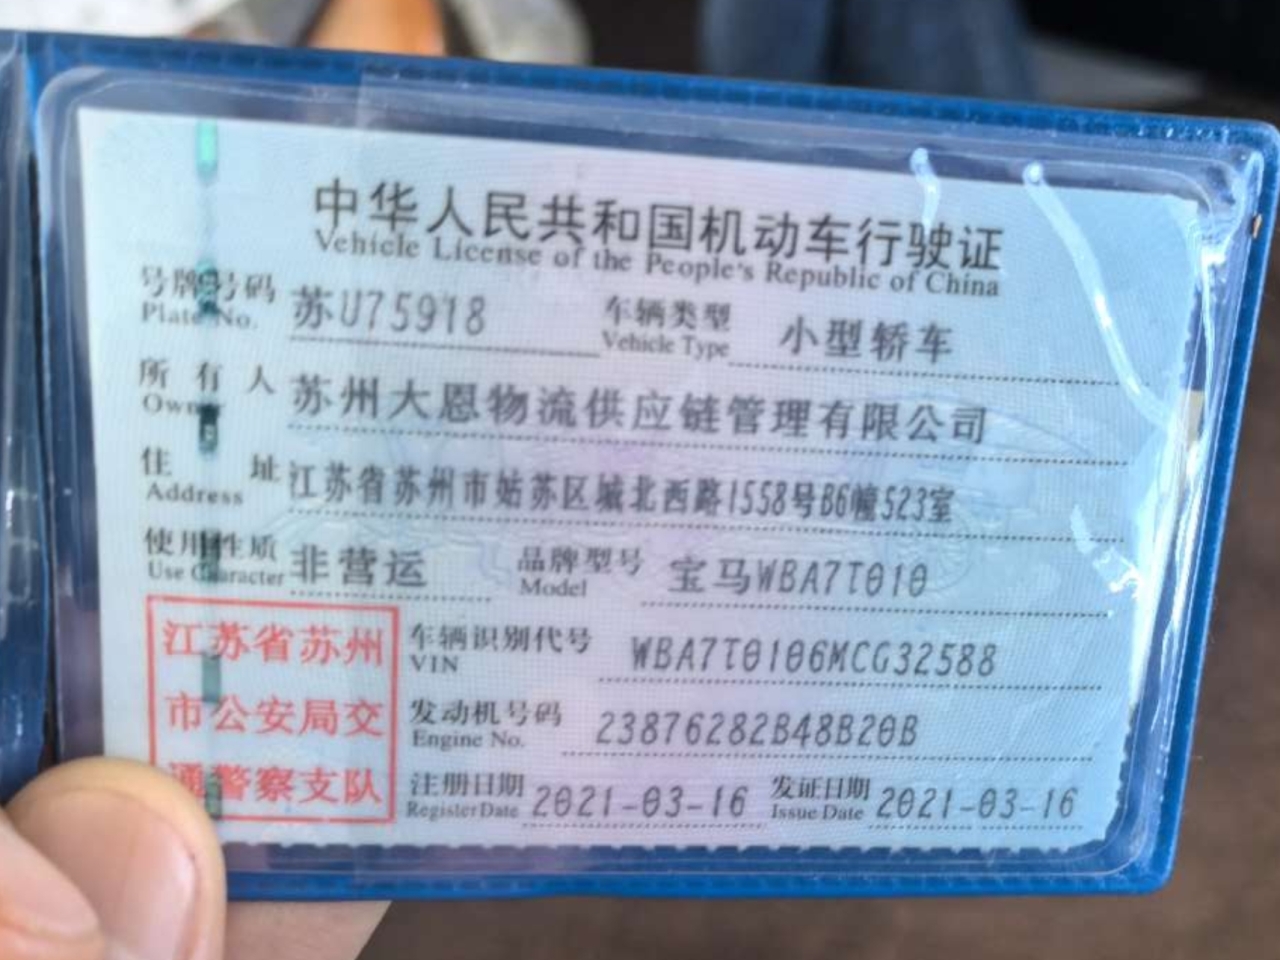 中华人民共和国机动车行驶证
Vehicle License of the People's Republic of China
号牌号码 苏U75918 车辆类型 小型轿车
Plate No. Vehicle Type
所有人 苏州大恩物流供应链管理有限公司
Owner
住址 江苏省苏州市姑苏区城北西路1558号B6幢523室
Address
使用性质 非营运 品牌型号 宝马WBA7T010
Use Character Model
江苏省苏州
市公安局交
通警察支队
车辆识别代号 WBA7T0106MCG32588
VIN
发动机号码 23876282B48B20B
Engine No.
注册日期 2021-03-16 发证日期 2021-03-16
Register Date Issue Date